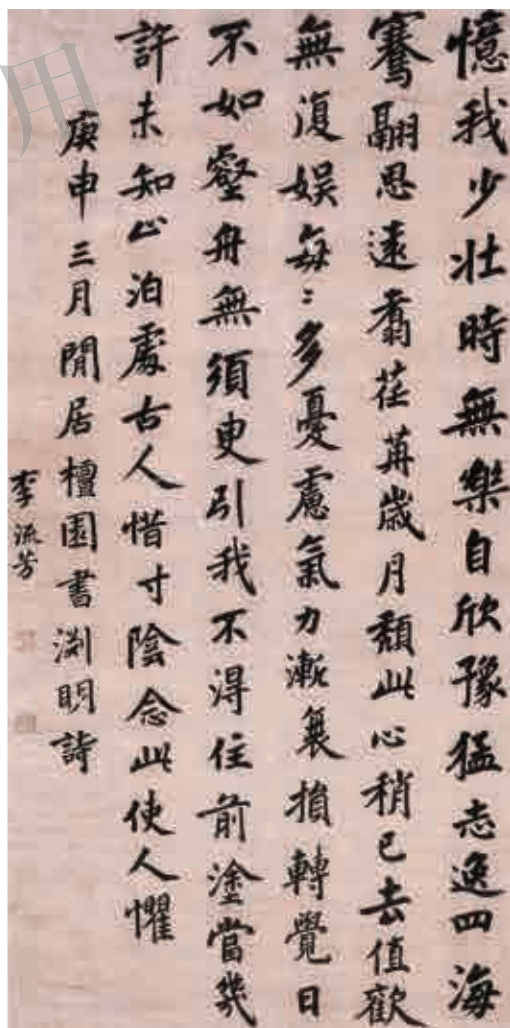 憶我少壯時無樂自欣豫猛志逸四海
騫翮思遠翥荏苒歲月頹此心稍已去值歡
無復娛每〻多憂慮氣力漸衰損轉覺日
不如壑舟無須臾引我不得住前塗當幾
許未知止泊處古人惜寸陰念此使人懼
庚申三月閒居檀園書淵明詩
李流芳
用